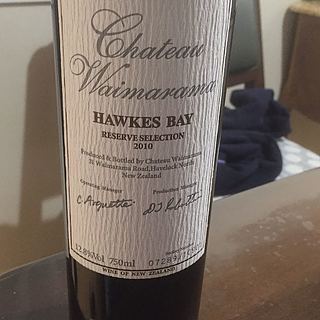 Chateau
Waimarama
HAWKES BAY
RESERVE SELECTION
2010
Produced & Bottled by Chateau Waimarama
31 Waimarama Road, Havelock North
New Zealand
Operation Manager
Production Manager
12.8%Vol 750ml
WINE OF NEW ZEALAND